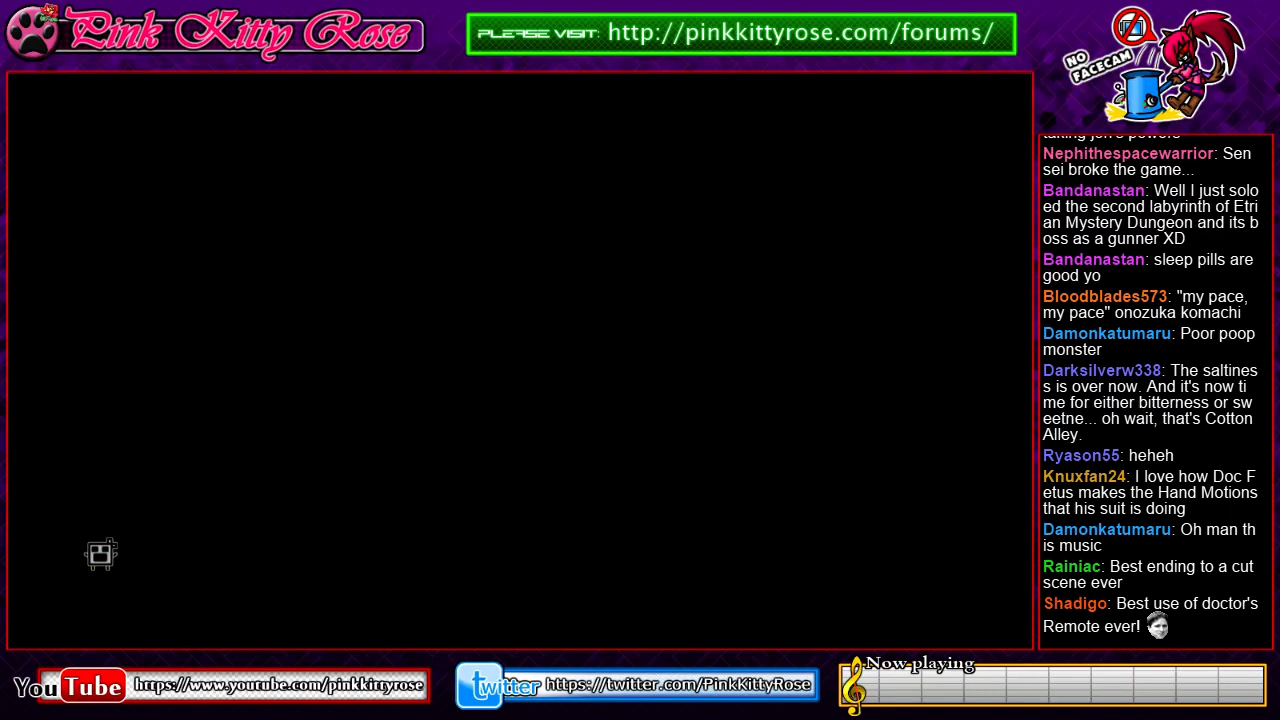 Pink Kitty Rose
PLEASE VISIT: http://pinkkittyrose.com/forums/
NO
FACECAM
Nephithespacewarrior: Sen
sei broke the game...
Bandanastan: Well I just solo
ed the second labyrinth of Etri
an Mystery Dungeon and its b
oss as a gunner XD
Bandanastan: sleep pills are
good yo
Bloodblades573: "my pace,
my pace" onozuka komachi
Damonkatumaru: Poor poop
monster
Darksilverw338: The saltines
s is over now. And it's now ti
me for either bitterness or sw
eetne... oh wait, that's Cotton
Alley.
Ryason55: heheh
Knuxfan24: I love how Doc F
etus makes the Hand Motions
that his suit is doing
Damonkatumaru: Oh man th
is music
Rainiac: Best ending to a cut
scene ever
Shadigo: Best use of doctor's
Remote ever!
YouTube https://www.youtube.com/pinkkittyrose
twitter https://twitter.com/PinkKittyRose
Now playing